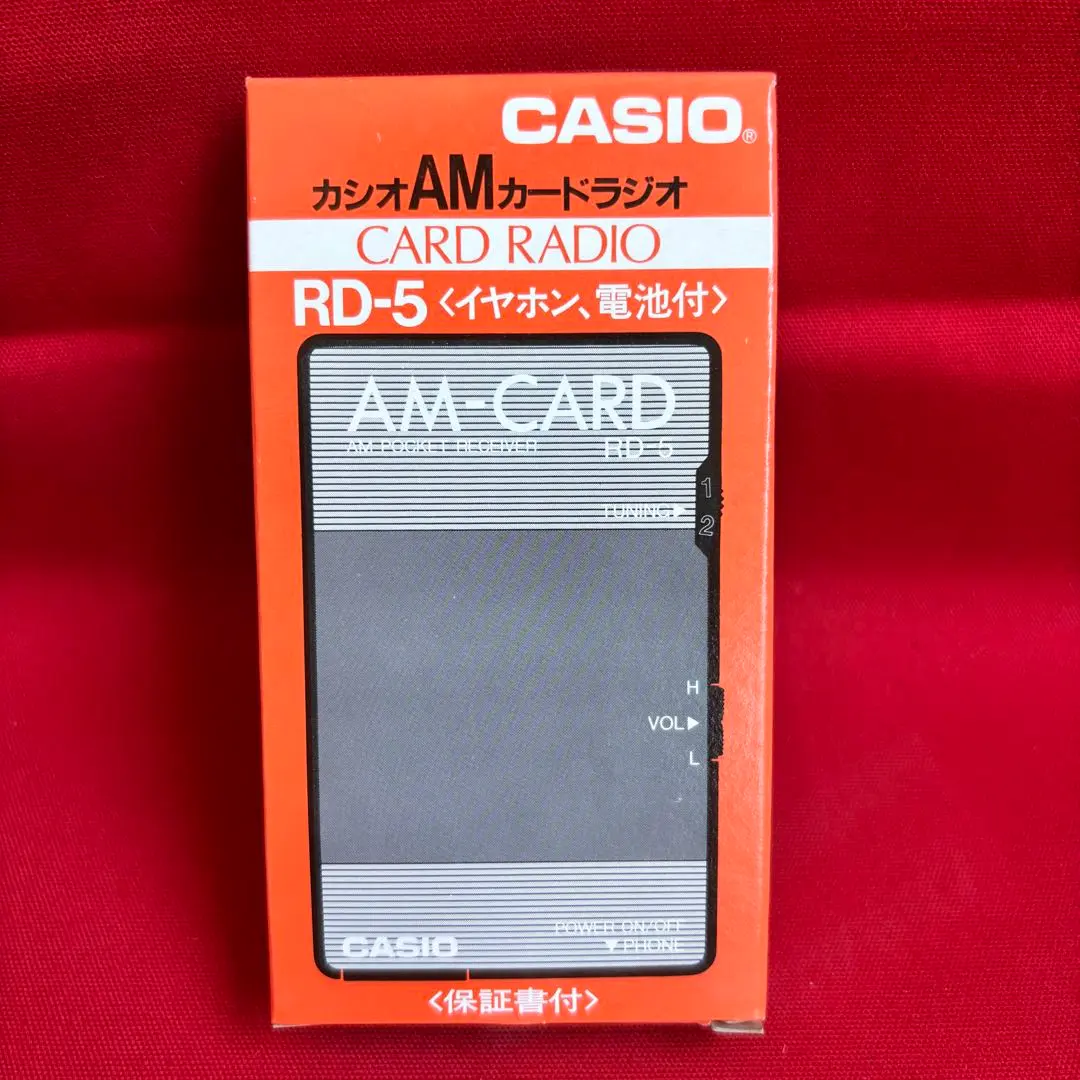 CASIO®
カシオAMカードラジオ
CARD RADIO
RD-5〈イヤホン、電池付〉
AM-CARD
AM POCKET RECEIVER RD-5
1
TUNING▶
2
H
VOL▶
L
POWER ON/OFF
CASIO ▼PHONE
〈保証書付〉